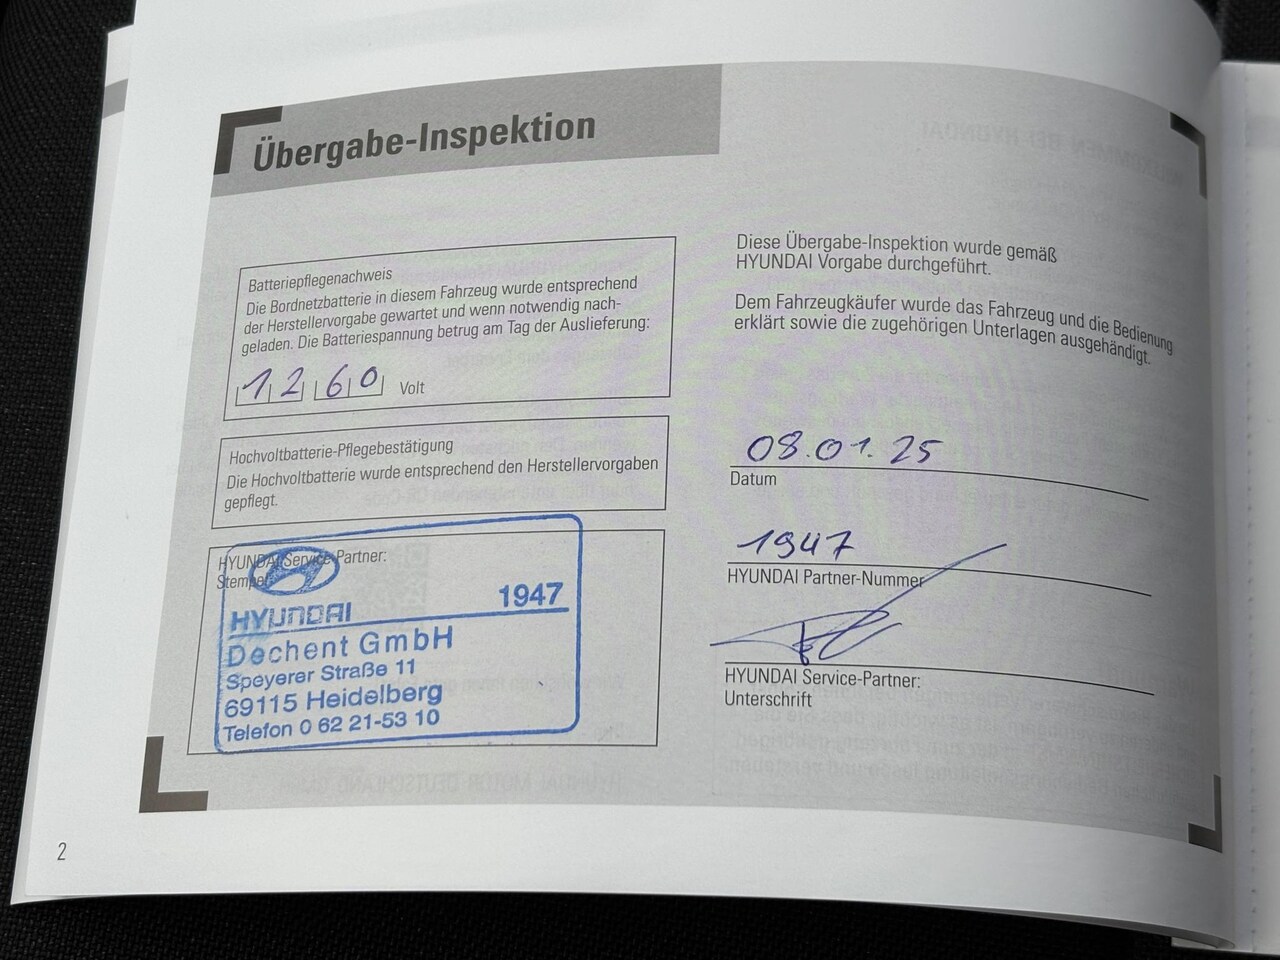 Übergabe-Inspektion
Batteriepflegenachweis
Die Bordnetzbatterie in diesem Fahrzeug wurde entsprechend
der Herstellervorgabe gewartet und wenn notwendig nach-
geladen. Die Batteriespannung betrug am Tag der Auslieferung:
12 60 Volt
Hochvoltbatterie-Pflegebestätigung
Die Hochvoltbatterie wurde entsprechend den Herstellervorgaben
gepflegt.
HYUNDAI Service-Partner:
Stempel
HYUNDAI 1947
Dechent GmbH
Speyerer Straße 11
69115 Heidelberg
Telefon 0 62 21-53 10
Diese Übergabe-Inspektion wurde gemäß
HYUNDAI Vorgabe durchgeführt.
Dem Fahrzeugkäufer wurde das Fahrzeug und die Bedienung
erklärt sowie die zugehörigen Unterlagen ausgehändigt.
08.01.25
Datum
1947
HYUNDAI Partner-Nummer
HYUNDAI Service-Partner:
Unterschrift
2